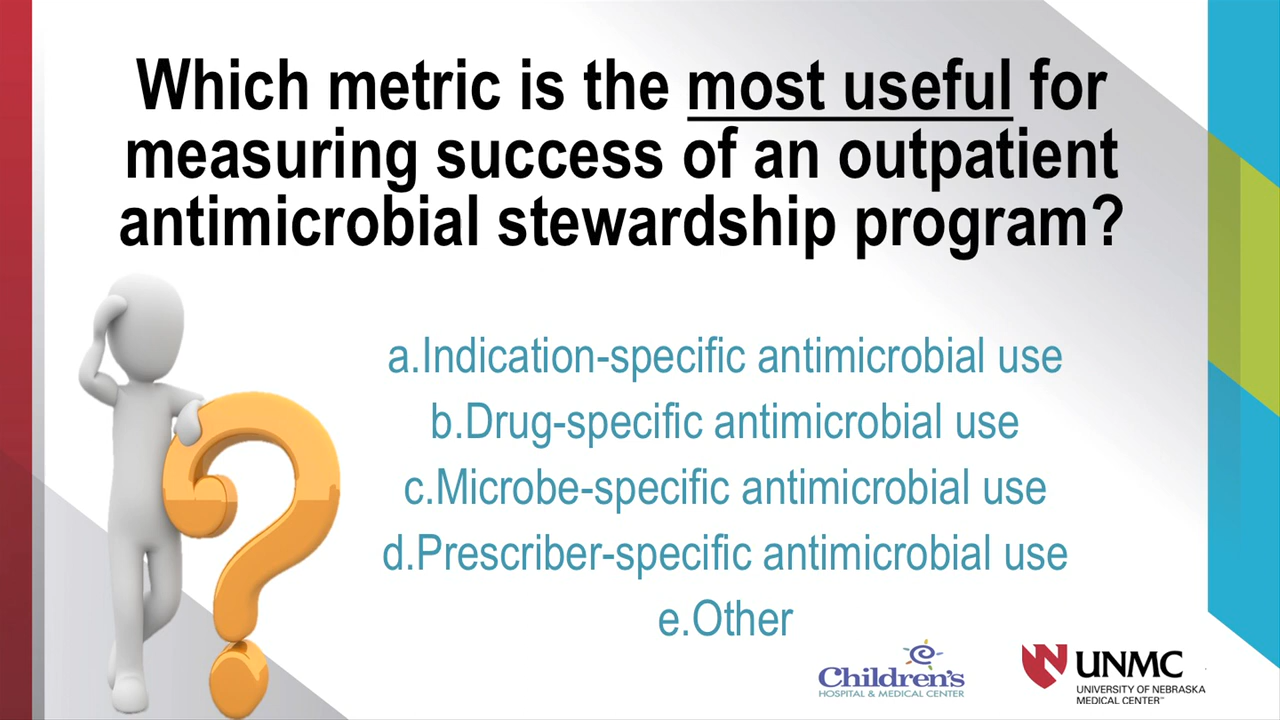 Which metric is the most useful for
measuring success of an outpatient
antimicrobial stewardship program?
a.Indication-specific antimicrobial use
b.Drug-specific antimicrobial use
c.Microbe-specific antimicrobial use
d.Prescriber-specific antimicrobial use
e.Other
Children's
HOSPITAL & MEDICAL CENTER
UNMC
UNIVERSITY OF NEBRASKA
MEDICAL CENTER™